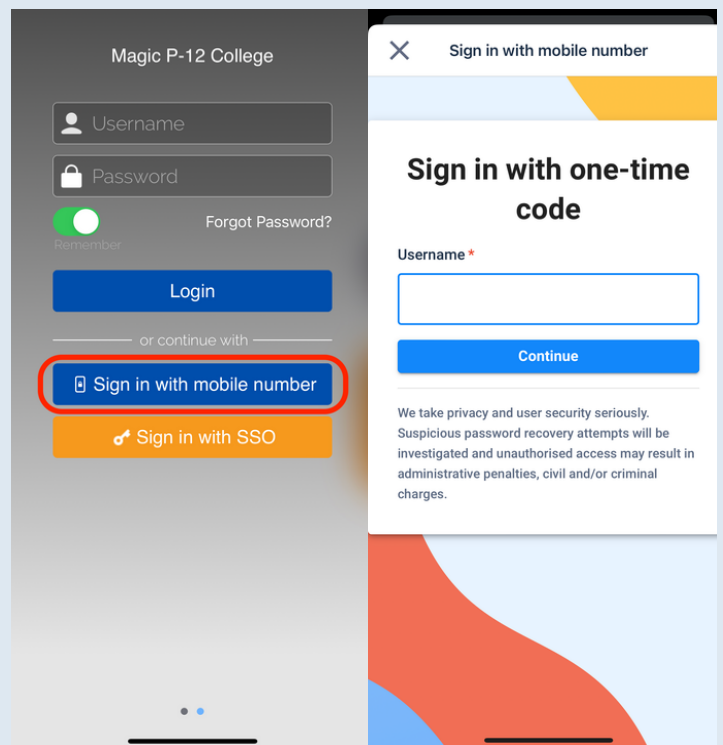 Magic P-12 College
Username
Password
Forgot Password?
Remember
Login
or continue with
Sign in with mobile number
Sign in with SSO
Sign in with mobile number
Sign in with one-time
code
Username *
Continue
We take privacy and user security seriously.
Suspicious password recovery attempts will be
investigated and unauthorised access may result in
administrative penalties, civil and/or criminal
charges.